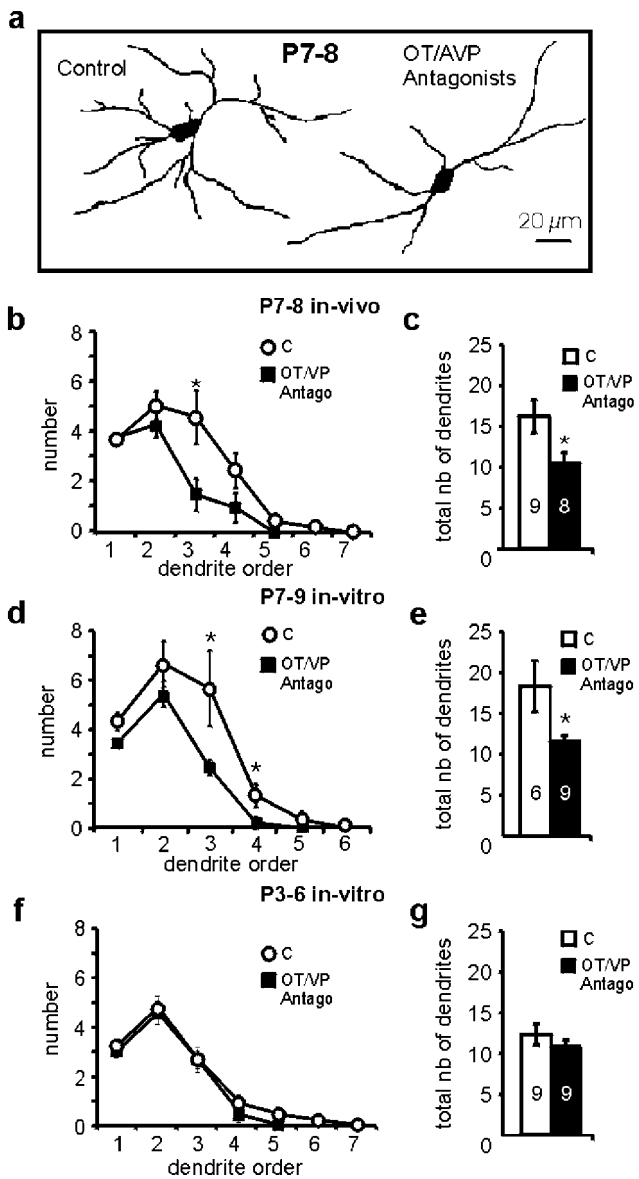 a
Control
P7-8
OT/AVP
Antagonists
20 µm
P7-8 in-vivo
b
number
8
6
4
2
0
C
OT/VP
Antago
*
1 2 3 4 5 6 7
dendrite order
c
total nb of dendrites
25
20
15
10
5
0
C
OT/VP
Antago
*
9 8
P7-9 in-vitro
d
number
8
6
4
2
0
C
OT/VP
Antago
*
*
1 2 3 4 5 6
dendrite order
e
total nb of dendrites
25
20
15
10
5
0
C
OT/VP
Antago
*
6 9
P3-6 in-vitro
f
number
8
6
4
2
0
C
OT/VP
Antago
1 2 3 4 5 6 7
dendrite order
g
total nb of dendrites
25
20
15
10
5
0
C
OT/VP
Antago
9 9